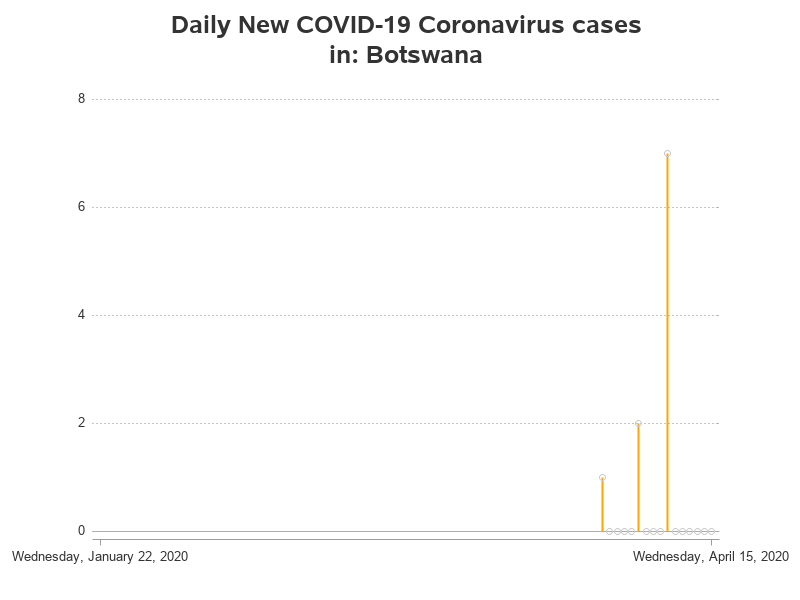 Daily New COVID-19 Coronavirus cases
in: Botswana
8
6
4
2
0
Wednesday, January 22, 2020
Wednesday, April 15, 2020